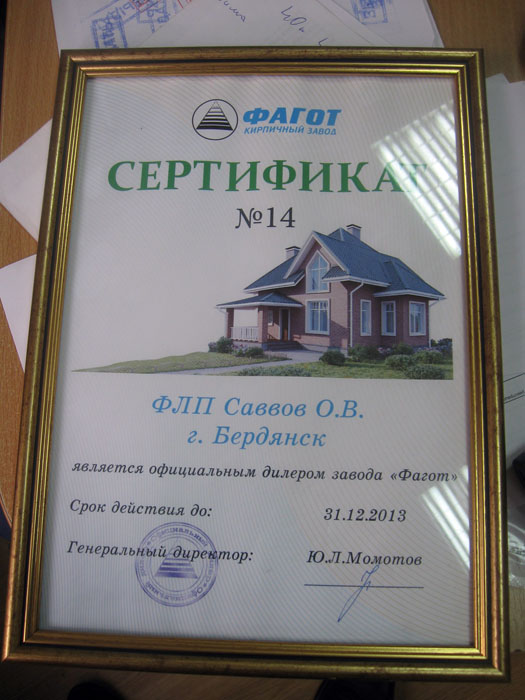 ФАГОТ
КИРПИЧНЫЙ ЗАВОД
СЕРТИФИКАТ
№14
ФЛП Саввов О.В.
г. Бердянск
является официальным дилером завода «Фагот»
Срок действия до: 31.12.2013
Генеральный директор: Ю.Л.Момотов